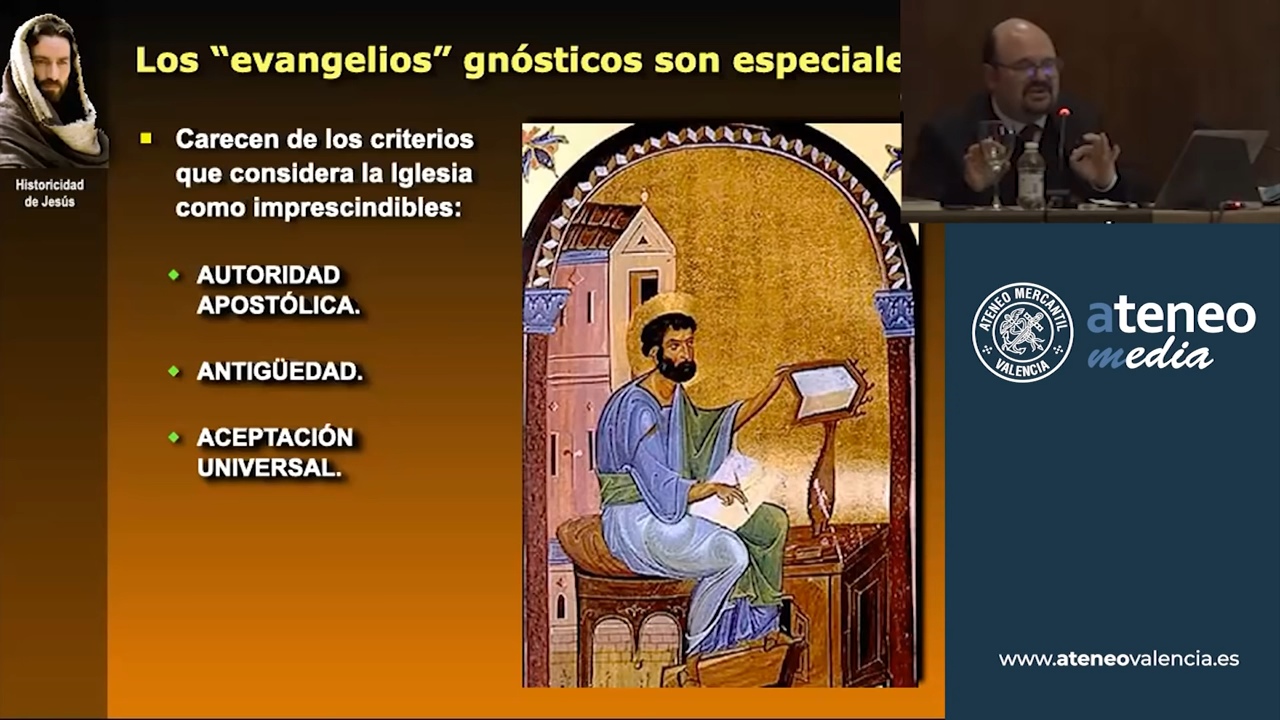 Los “evangelios” gnósticos son especiale
Historicidad
de Jesús
Carecen de los criterios
que considera la Iglesia
como imprescindibles:
AUTORIDAD
APOSTÓLICA.
ANTIGÜEDAD.
ACEPTACIÓN
UNIVERSAL.
ATENEO MERCANTIL
VALENCIA
ateneo
media
www.ateneovalencia.es